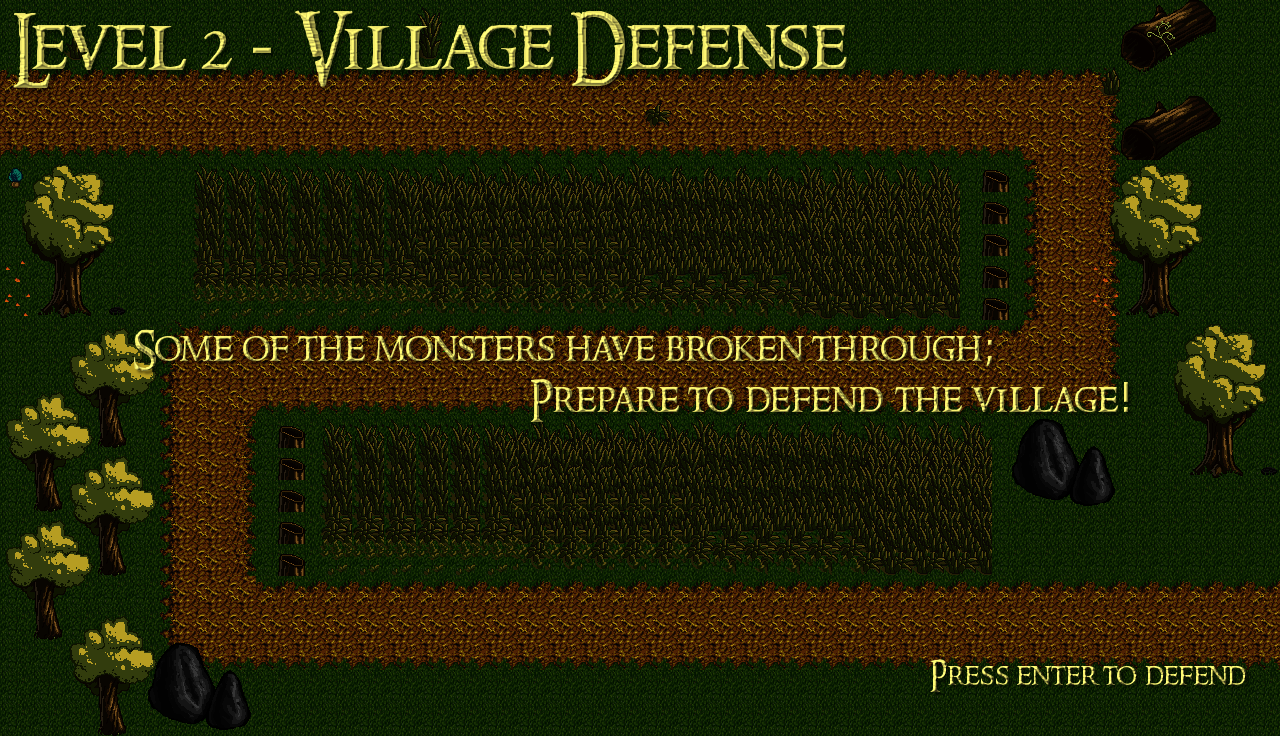 Level 2 - Village Defense
Some of the monsters have broken through;
Prepare to defend the village!
Press enter to defend